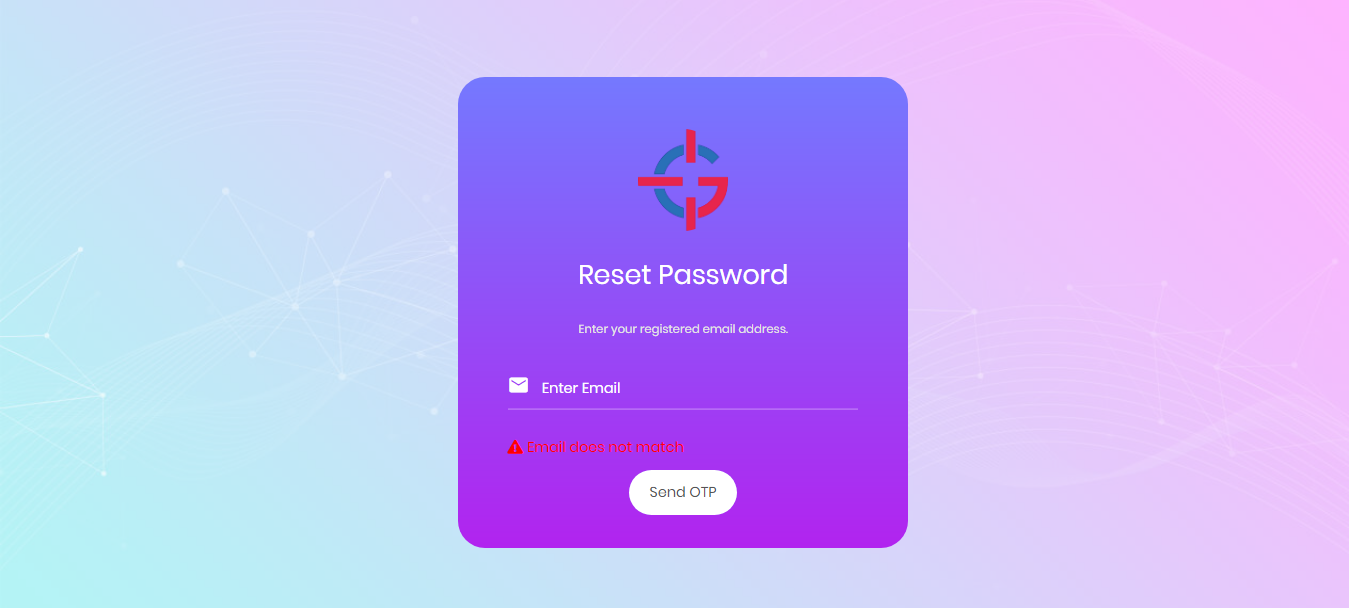 Reset Password
Enter your registered email address.
Enter Email
Email does not match
Send OTP